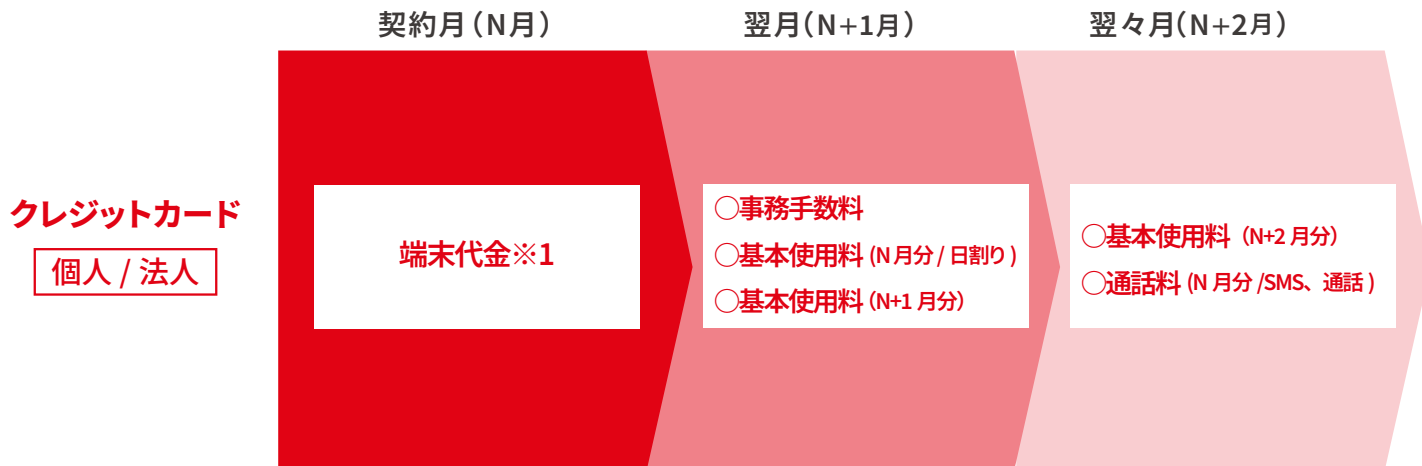 契約月(N月)
翌月(N+1月)
翌々月(N+2月)
クレジットカード
個人 / 法人
端末代金※1
○事務手数料
○基本使用料 (N 月分 / 日割り )
○基本使用料 (N+1 月分)
○基本使用料 (N+2 月分)
○通話料 (N 月分 /SMS、通話 )